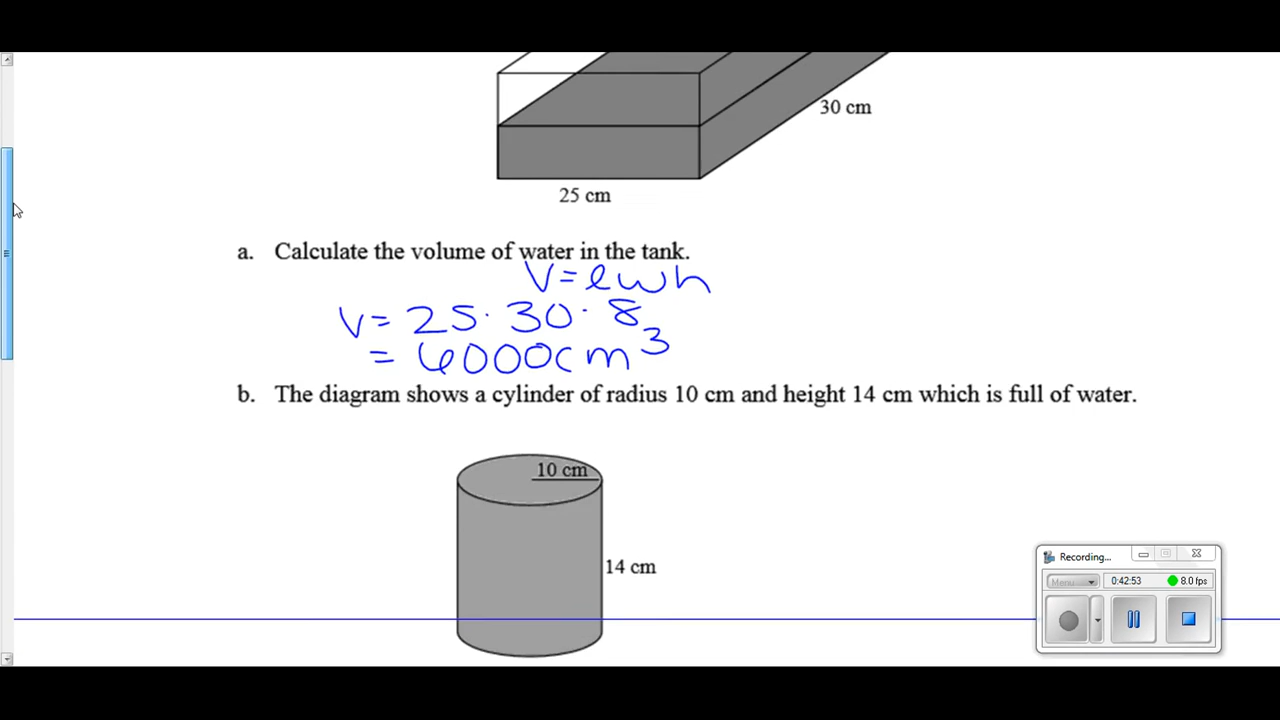 30 cm
25 cm
a. Calculate the volume of water in the tank.
V = lwh
V = 25 · 30 · 8
= 6000cm³
b. The diagram shows a cylinder of radius 10 cm and height 14 cm which is full of water.
10 cm
14 cm
Recording...
Menu
0:42:53
8.0 fps